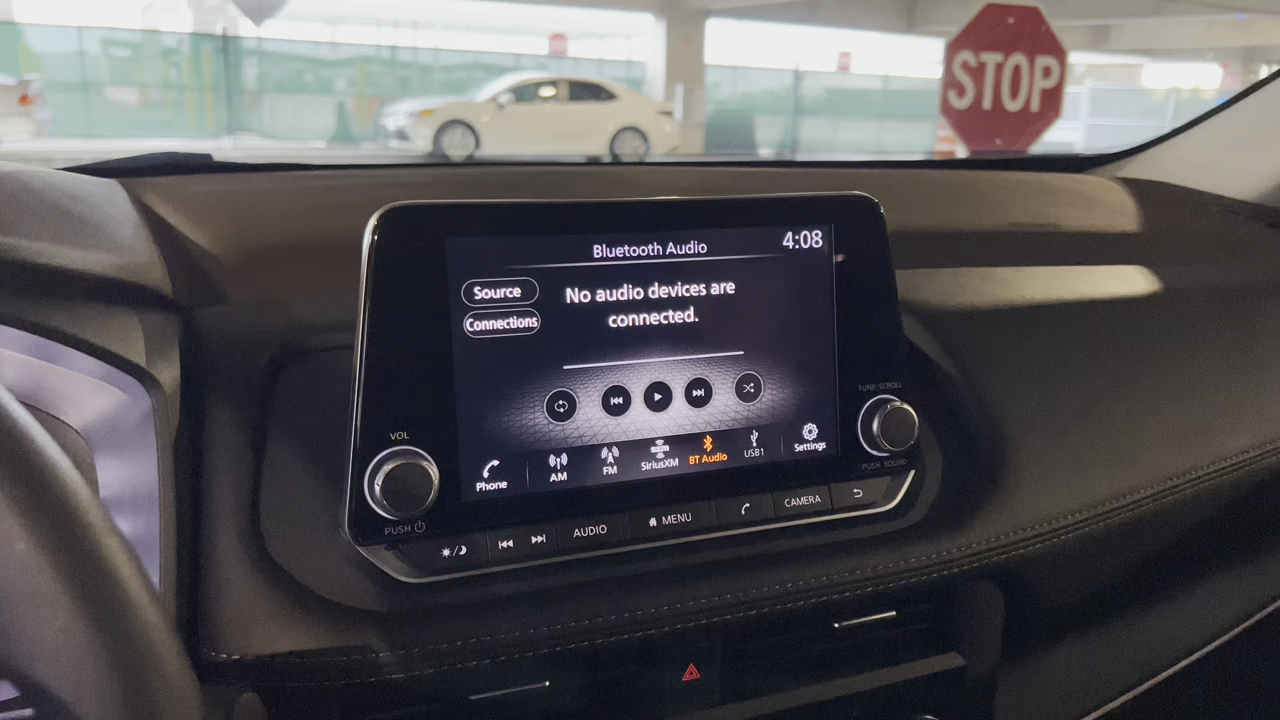 STOP
Bluetooth Audio
4:08
Source
No audio devices are
connected.
Connections
TUNE·SCROLL
VOL
Phone
AM
FM
SiriusXM
BT Audio
USB1
Settings
PUSH SOUND
PUSH
AUDIO
MENU
CAMERA